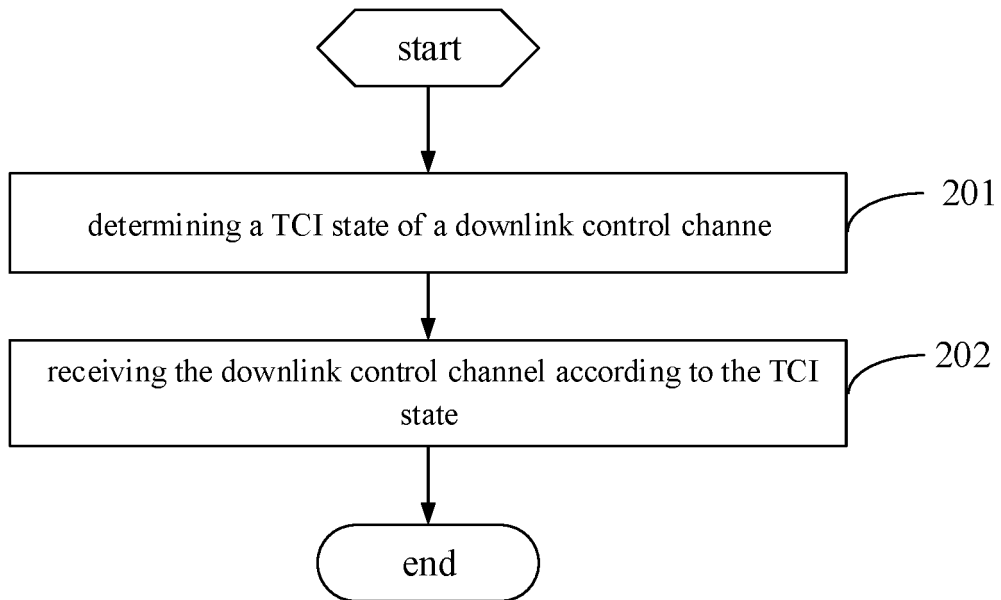 start
determining a TCI state of a downlink control channe
201
receiving the downlink control channel according to the TCI
state
202
end